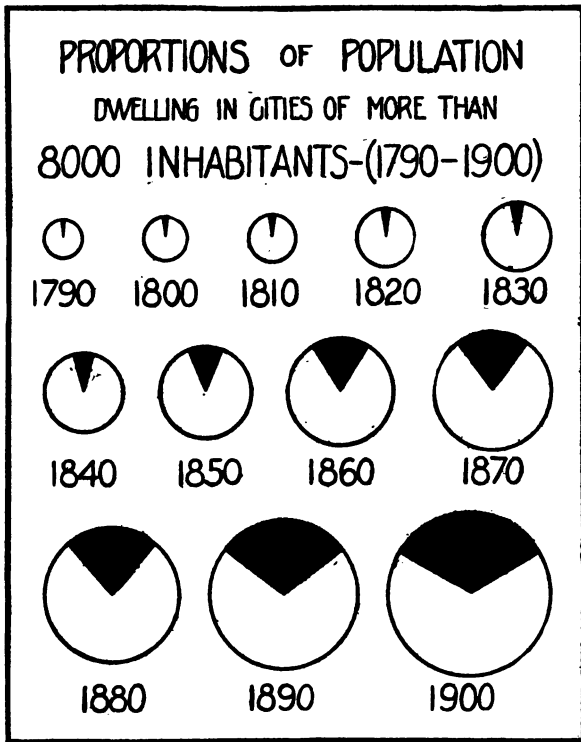 PROPORTIONS OF POPULATION
DWELLING IN CITIES OF MORE THAN
8000 INHABITANTS-(1790-1900)
1790 1800 1810 1820 1830
1840 1850 1860 1870
1880 1890 1900